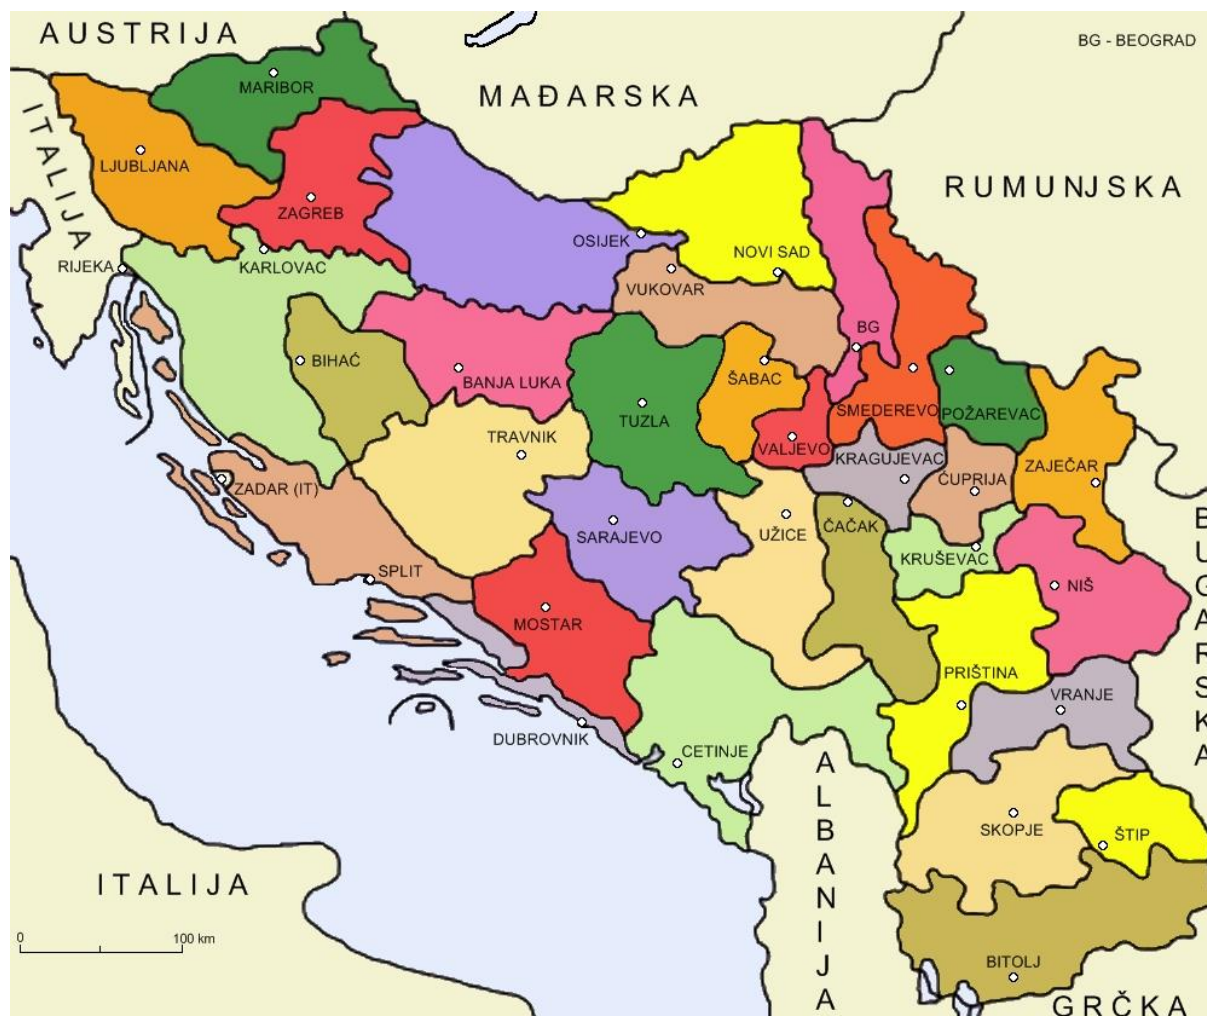 AUSTRIJA
BG - BEOGRAD
MARIBOR
MAĐARSKA
ITALIJA
LJUBLJANA
RUMUNJSKA
ZAGREB
OSIJEK
NOVI SAD
RIJEKA
KARLOVAC
VUKOVAR
BG
BIHAĆ
BANJA LUKA
ŠABAC
SMEDEREVO
POŽAREVAC
TUZLA
TRAVNIK
VALJEVO
KRAGUJEVAC
ZAJEČAR
ĆUPRIJA
ZADAR (IT)
SARAJEVO
UŽICE
ČAČAK
KRUŠEVAC
BUGARSKA
SPLIT
NIŠ
MOSTAR
PRIŠTINA
VRANJE
DUBROVNIK
CETINJE
ALBANIJA
SKOPJE
ŠTIP
ITALIJA
0 100 km
BITOLJ
GRČKA